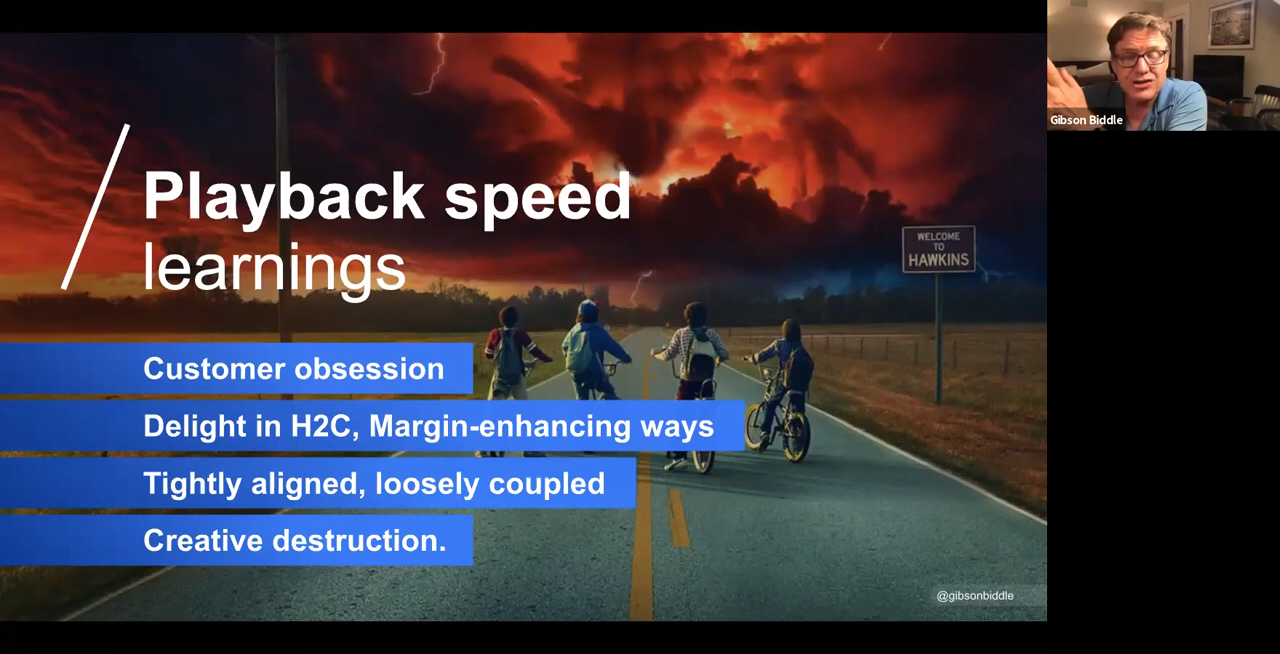 Playback speed
learnings
Customer obsession
Delight in H2C, Margin-enhancing ways
Tightly aligned, loosely coupled
Creative destruction.
WELCOME
TO
HAWKINS
@gibsonbiddle
Gibson Biddle